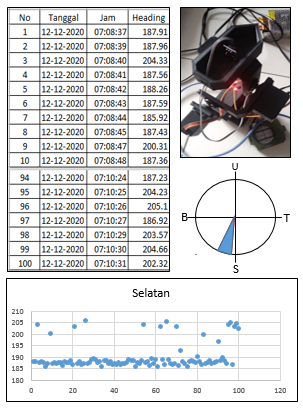 No Tanggal Jam Heading
1 12-12-2020 07:08:37 187.91
2 12-12-2020 07:08:39 187.96
3 12-12-2020 07:08:40 204.33
4 12-12-2020 07:08:41 187.56
5 12-12-2020 07:08:42 188.26
6 12-12-2020 07:08:43 187.59
7 12-12-2020 07:08:44 185.92
8 12-12-2020 07:08:45 187.43
9 12-12-2020 07:08:47 200.31
10 12-12-2020 07:08:48 187.36
94 12-12-2020 07:10:24 187.23
95 12-12-2020 07:10:25 204.23
96 12-12-2020 07:10:26 205.1
97 12-12-2020 07:10:27 186.92
98 12-12-2020 07:10:29 203.57
99 12-12-2020 07:10:30 204.66
100 12-12-2020 07:10:31 202.32
U
B T
S
Selatan
210
205
200
195
190
185
180
0 20 40 60 80 100 120